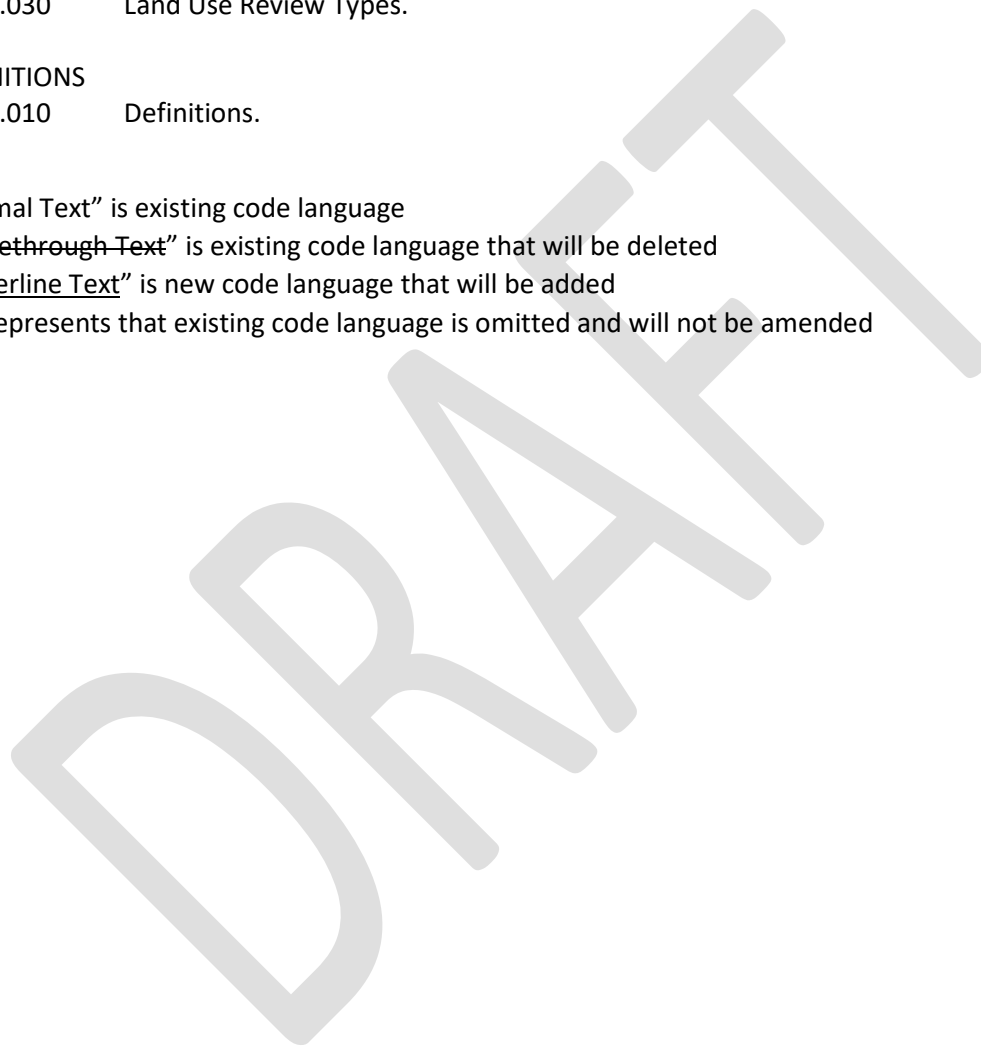 .030 Land Use Review Types.
NITIONS
.010 Definitions.
mal Text” is existing code language
ethrough Text” is existing code language that will be deleted
erline Text” is new code language that will be added
epresents that existing code language is omitted and will not be amended
DRAFT